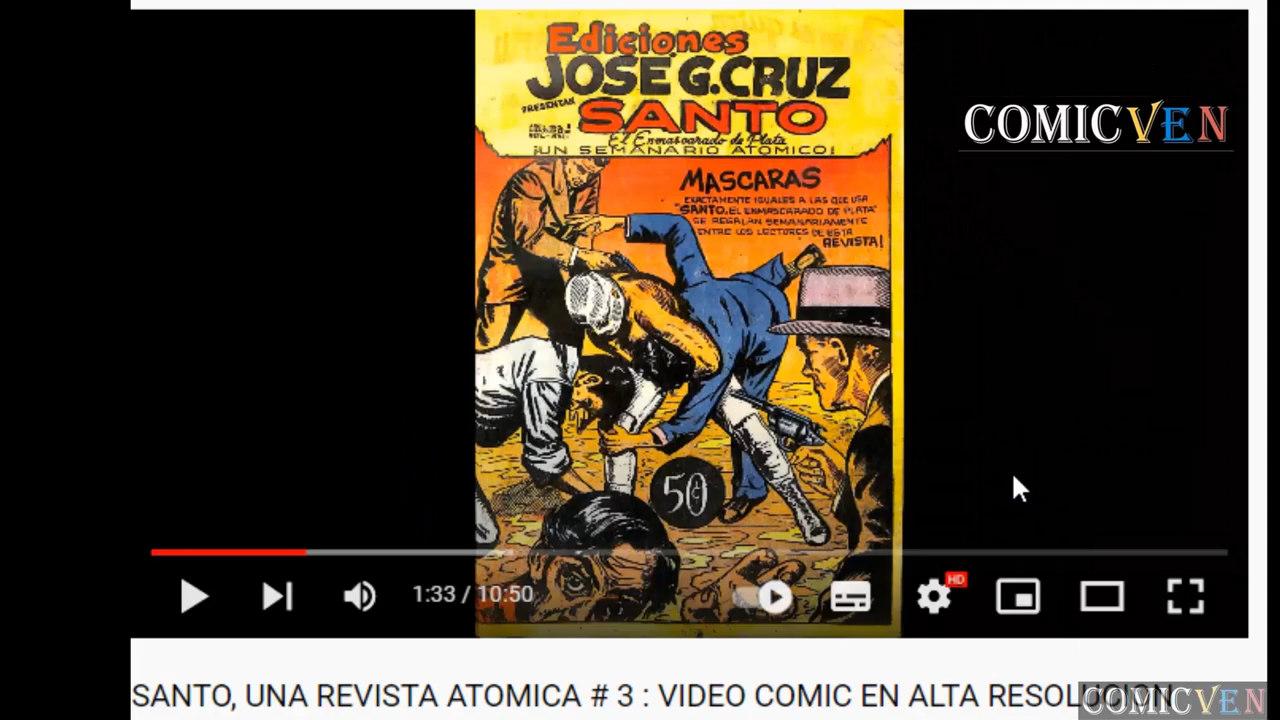 Ediciones
JOSE G. CRUZ
PRESENTAN
SANTO
El Enmascarado de Plata
¡UN SEMANARIO ATOMICO!
COMICVEN
MASCARAS
EXACTAMENTE IGUALES A LAS QUE USA
"SANTO, EL ENMASCARADO DE PLATA"
SE REGALAN SEMANARIAMENTE
ENTRE LOS LECTORES DE ESTA
REVISTA!
50¢
1:33 / 10:50
HD
SANTO, UNA REVISTA ATOMICA # 3 : VIDEO COMIC EN ALTA RESOLUCION
COMICVEN